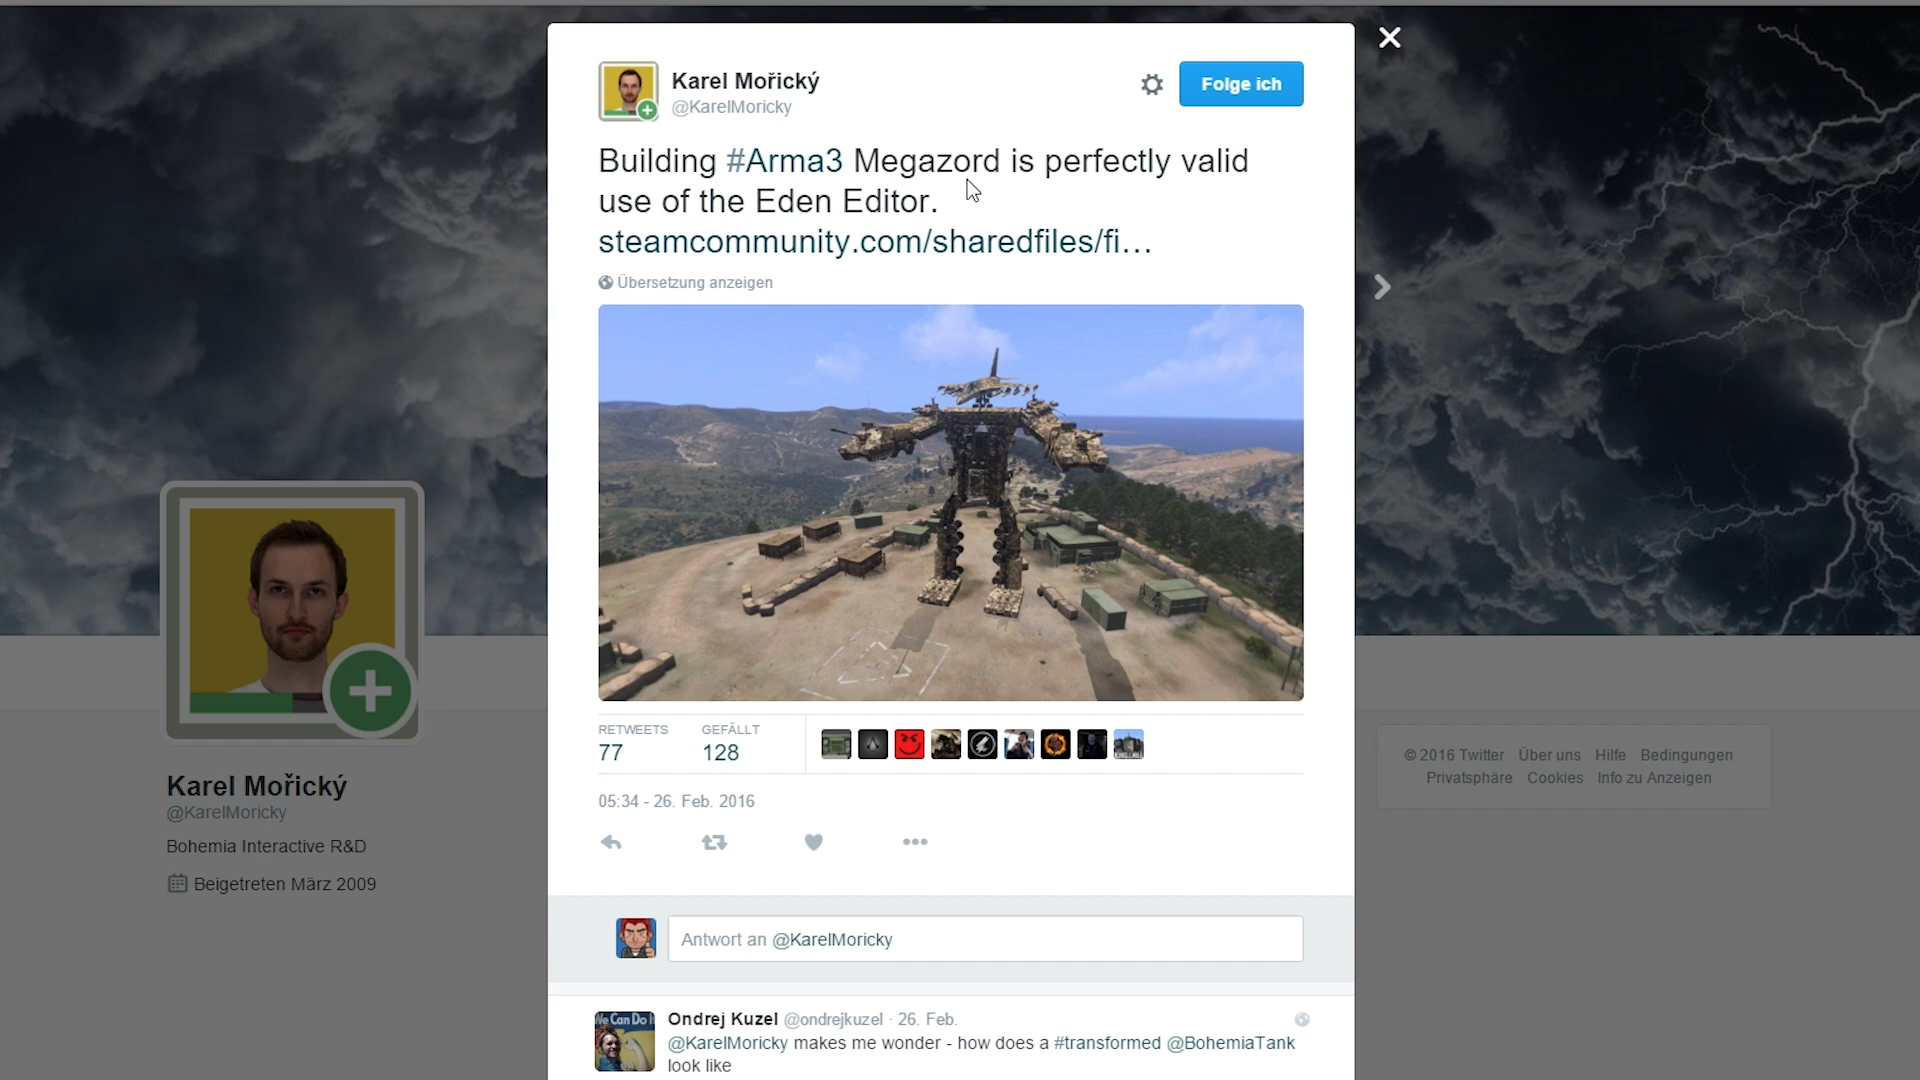 Karel Mořický
@KarelMoricky
Folge ich
Building #Arma3 Megazord is perfectly valid
use of the Eden Editor.
steamcommunity.com/sharedfiles/fi…
Übersetzung anzeigen
RETWEETS
77
GEFÄLLT
128
05:34 - 26. Feb. 2016
Antwort an @KarelMoricky
We Can Do I
Ondrej Kuzel @ondrejkuzel · 26. Feb.
@KarelMoricky makes me wonder - how does a #transformed @BohemiaTank
look like
Karel Mořický
@KarelMoricky
Bohemia Interactive R&D
Beigetreten März 2009
© 2016 Twitter Über uns Hilfe Bedingungen
Privatsphäre Cookies Info zu Anzeigen